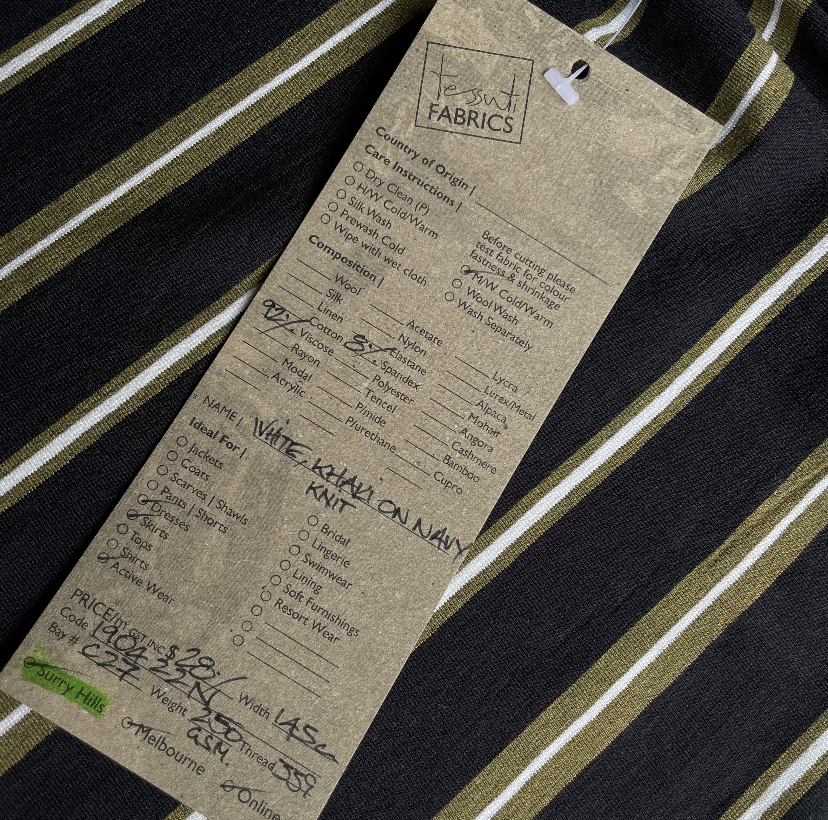 tessuti
FABRICS
Country of Origin |
Care Instructions |
Dry Clean (P)
H/W Cold/Warm
Silk Wash
Prewash Cold
Wipe with wet cloth
Before cutting please
test fabric for colour
fastness & shrinkage
M/W Cold/Warm
Wool Wash
Wash Separately
Composition |
Wool
Silk
Linen
92% Cotton
Viscose
Rayon
Modal
Acrylic
Acetate
Nylon
8% Elastane
Spandex
Polyester
Tencel
Pimide
Plurethane
Lycra
Lurex/Metal
Alpaca
Mohair
Angora
Cashmere
Bamboo
Cupro
NAME | WHITE, KHAKI ON NAVY
KNIT
Ideal For |
Jackets
Coats
Scarves | Shawls
Pants | Shorts
Dresses
Skirts
Tops
Shirts
Active Wear
Bridal
Lingerie
Swimwear
Lining
Soft Furnishings
Resort Wear
PRICE/m GST INC $28
Code 190422N Width 145
Bay # C27 Weight 250 Thread 339
G.S.M.
Surry Hills
Melbourne
Online